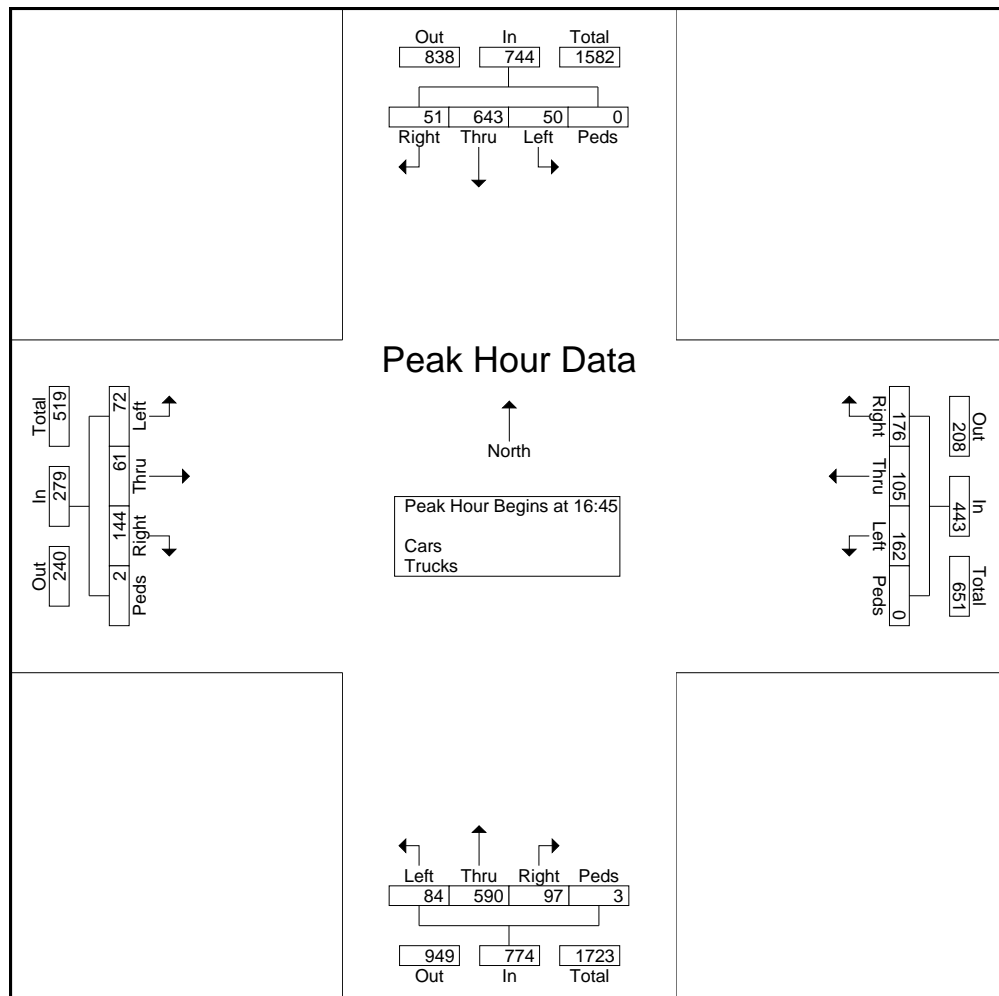 Out In Total
838 744 1582
51 643 50 0
Right Thru Left Peds
Peak Hour Data
North
Peak Hour Begins at 16:45
Cars
Trucks
Total In Out
519 279 240
72 61 144 2
Left Thru Right Peds
Out In Total
208 443 651
176 105 162 0
Right Thru Left Peds
Left Thru Right Peds
84 590 97 3
949 774 1723
Out In Total